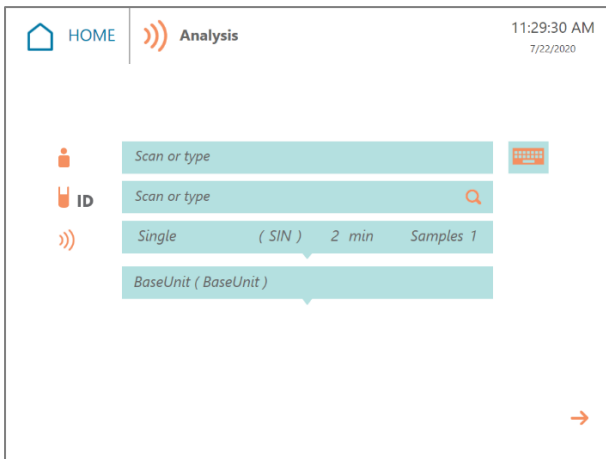 HOME Analysis 11:29:30 AM
7/22/2020
Scan or type
ID Scan or type
Single ( SIN ) 2 min Samples 1
BaseUnit ( BaseUnit )